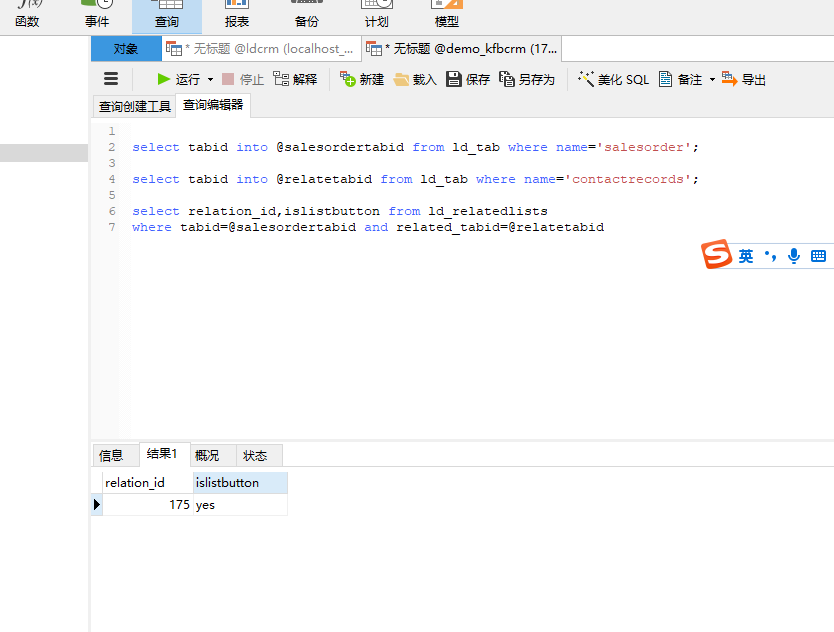 函数 事件 查询 报表 备份 计划 模型
对象 * 无标题 @ldcrm (localhost_... * 无标题 @demo_kfbcrm (17...
运行 停止 解释 新建 载入 保存 另存为 美化 SQL 备注 导出
查询创建工具 查询编辑器
1
2 select tabid into @salesordertabid from ld_tab where name='salesorder';
3
4 select tabid into @relatetabid from ld_tab where name='contactrecords';
5
6 select relation_id,islistbutton from ld_relatedlists
7 where tabid=@salesordertabid and related_tabid=@relatetabid
S 英
信息 结果1 概况 状态
relation_id islistbutton
175 yes